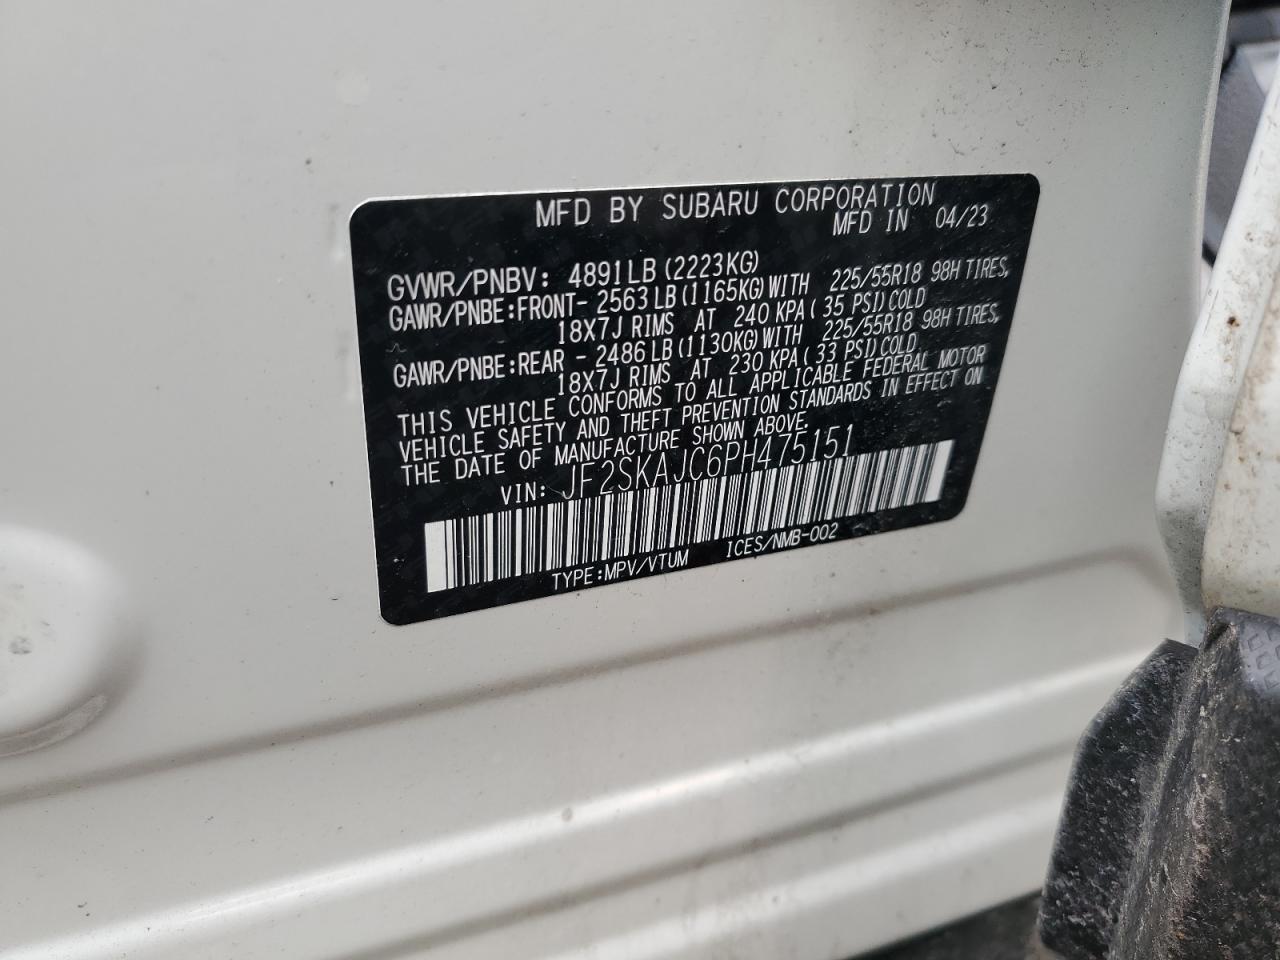 MFD BY SUBARU CORPORATION
MFD IN 04/23
GVWR/PNBV: 4891LB(2223KG)
GAWR/PNBE:FRONT-2563LB(1165KG)WITH 225/55R18 98H TIRES,
18X7J RIMS AT 240 KPA(35 PSI)COLD
GAWR/PNBE:REAR -2486LB(1130KG)WITH 225/55R18 98H TIRES,
18X7J RIMS AT 230 KPA(33 PSI)COLD.
THIS VEHICLE CONFORMS TO ALL APPLICABLE FEDERAL MOTOR
VEHICLE SAFETY AND THEFT PREVENTION STANDARDS IN EFFECT ON
THE DATE OF MANUFACTURE SHOWN ABOVE.
VIN: JF2SKAJC6PH475151
TYPE:MPV/VTUM ICES/NMB-002